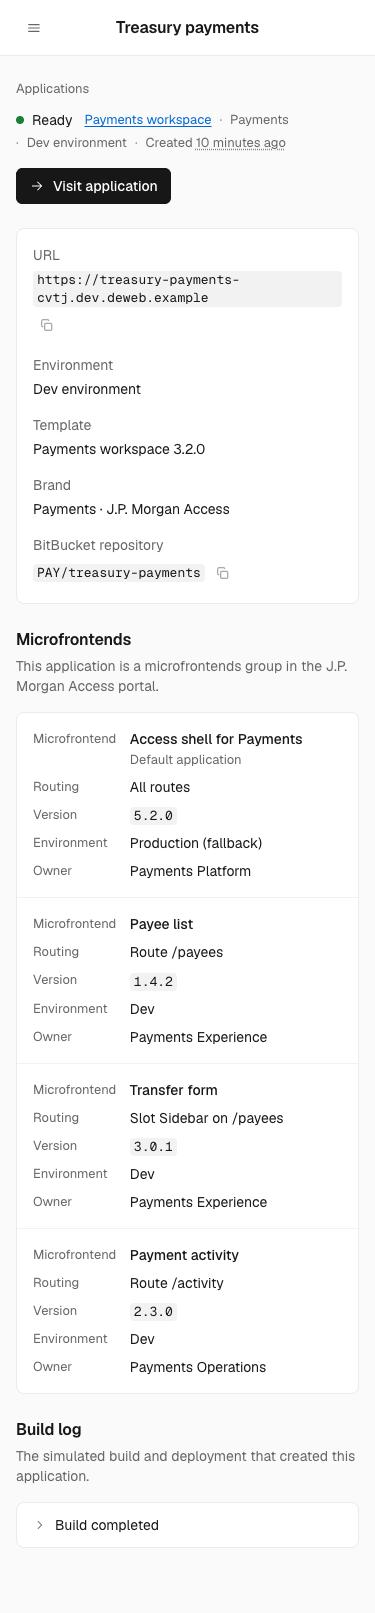 Treasury payments
Applications
Ready Payments workspace · Payments
· Dev environment · Created 10 minutes ago
Visit application
URL
https://treasury-payments-
cvtj.dev.deweb.example
Environment
Dev environment
Template
Payments workspace 3.2.0
Brand
Payments · J.P. Morgan Access
BitBucket repository
PAY/treasury-payments
Microfrontends
This application is a microfrontends group in the J.P.
Morgan Access portal.
Microfrontend Access shell for Payments
Default application
Routing All routes
Version 5.2.0
Environment Production (fallback)
Owner Payments Platform
Microfrontend Payee list
Routing Route /payees
Version 1.4.2
Environment Dev
Owner Payments Experience
Microfrontend Transfer form
Routing Slot Sidebar on /payees
Version 3.0.1
Environment Dev
Owner Payments Experience
Microfrontend Payment activity
Routing Route /activity
Version 2.3.0
Environment Dev
Owner Payments Operations
Build log
The simulated build and deployment that created this
application.
Build completed